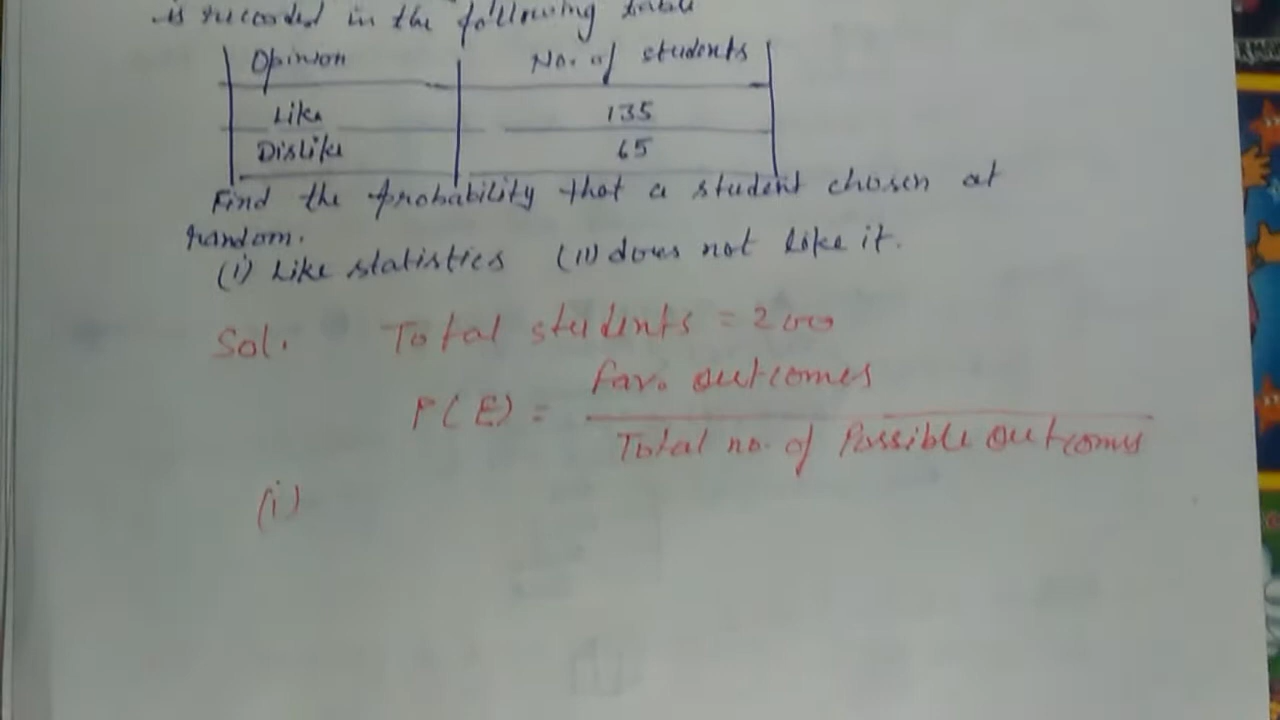 is recorded in the following table
Opinion No. of students
Like 135
Dislike 65
Find the probability that a student chosen at
random.
(i) Like statistics (ii) does not like it.
Sol. Total students = 200
P(E) = Fav. outcomes
Total no. of Possible outcomes
(i)